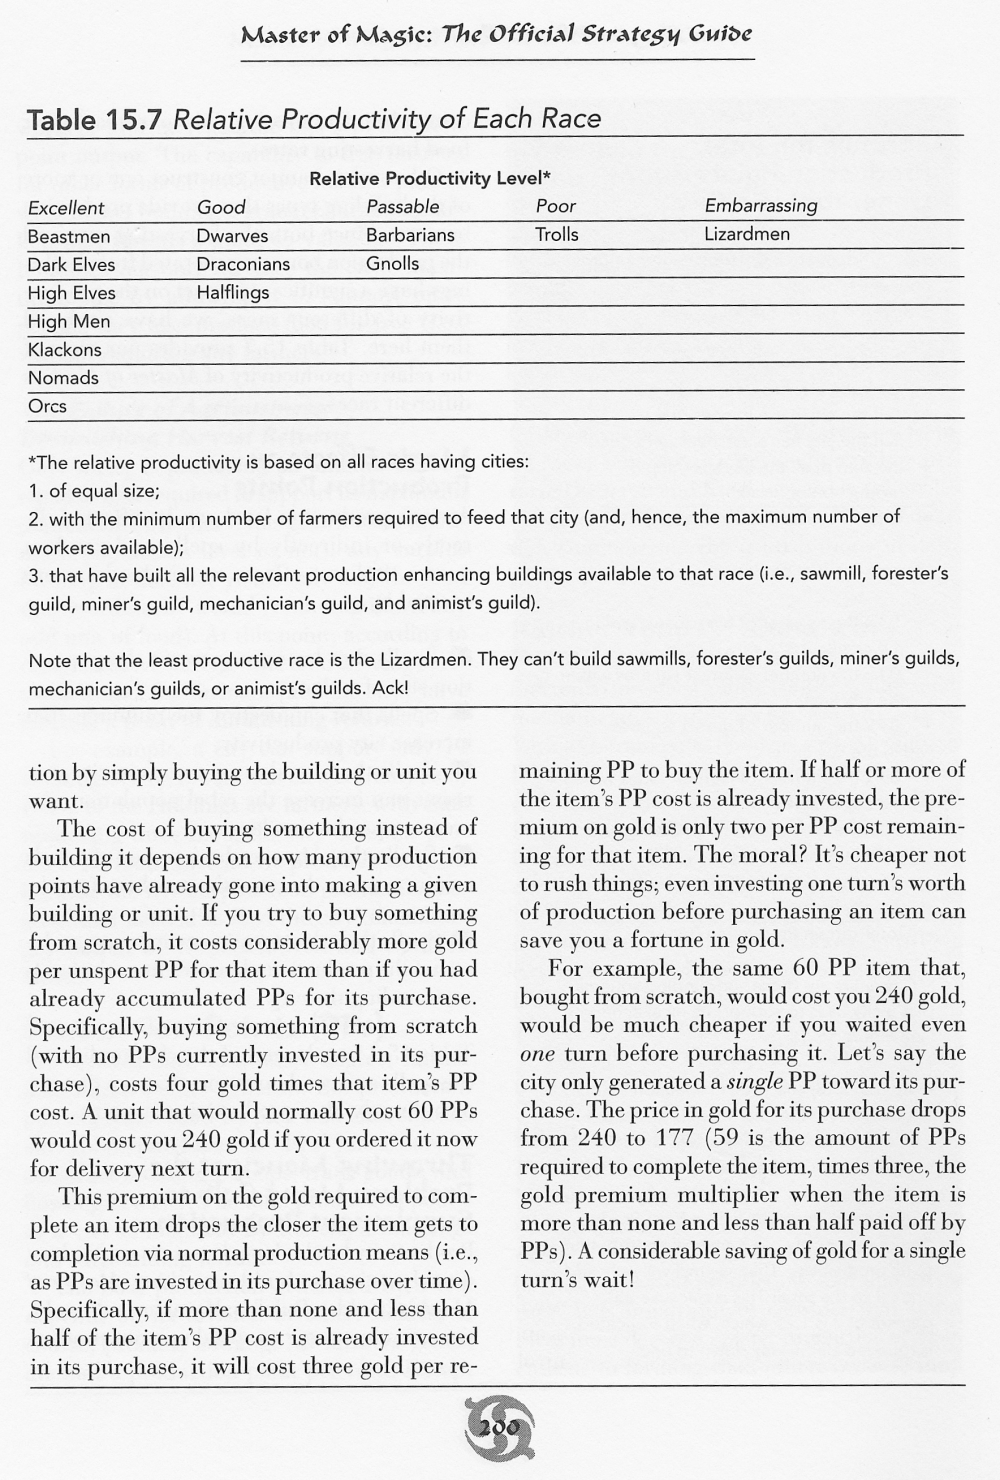 Master of Magic: The Official Strategy Guide
Table 15.7 Relative Productivity of Each Race
Relative Productivity Level*
Excellent Good Passable Poor Embarrassing
Beastmen Dwarves Barbarians Trolls Lizardmen
Dark Elves Draconians Gnolls
High Elves Halflings
High Men
Klackons
Nomads
Orcs
*The relative productivity is based on all races having cities:
1. of equal size;
2. with the minimum number of farmers required to feed that city (and, hence, the maximum number of
workers available);
3. that have built all the relevant production enhancing buildings available to that race (i.e., sawmill, forester's
guild, miner's guild, mechanician's guild, and animist's guild).
Note that the least productive race is the Lizardmen. They can't build sawmills, forester's guilds, miner's guilds,
mechanician's guilds, or animist's guilds. Ack!
tion by simply buying the building or unit you
want.
The cost of buying something instead of
building it depends on how many production
points have already gone into making a given
building or unit. If you try to buy something
from scratch, it costs considerably more gold
per unspent PP for that item than if you had
already accumulated PPs for its purchase.
Specifically, buying something from scratch
(with no PPs currently invested in its pur-
chase), costs four gold times that item's PP
cost. A unit that would normally cost 60 PPs
would cost you 240 gold if you ordered it now
for delivery next turn.
This premium on the gold required to com-
plete an item drops the closer the item gets to
completion via normal production means (i.e.,
as PPs are invested in its purchase over time).
Specifically, if more than none and less than
half of the item's PP cost is already invested
in its purchase, it will cost three gold per re-
maining PP to buy the item. If half or more of
the item's PP cost is already invested, the pre-
mium on gold is only two per PP cost remain-
ing for that item. The moral? It's cheaper not
to rush things; even investing one turn's worth
of production before purchasing an item can
save you a fortune in gold.
For example, the same 60 PP item that,
bought from scratch, would cost you 240 gold,
would be much cheaper if you waited even
one turn before purchasing it. Let's say the
city only generated a single PP toward its pur-
chase. The price in gold for its purchase drops
from 240 to 177 (59 is the amount of PPs
required to complete the item, times three, the
gold premium multiplier when the item is
more than none and less than half paid off by
PPs). A considerable saving of gold for a single
turn's wait!
200